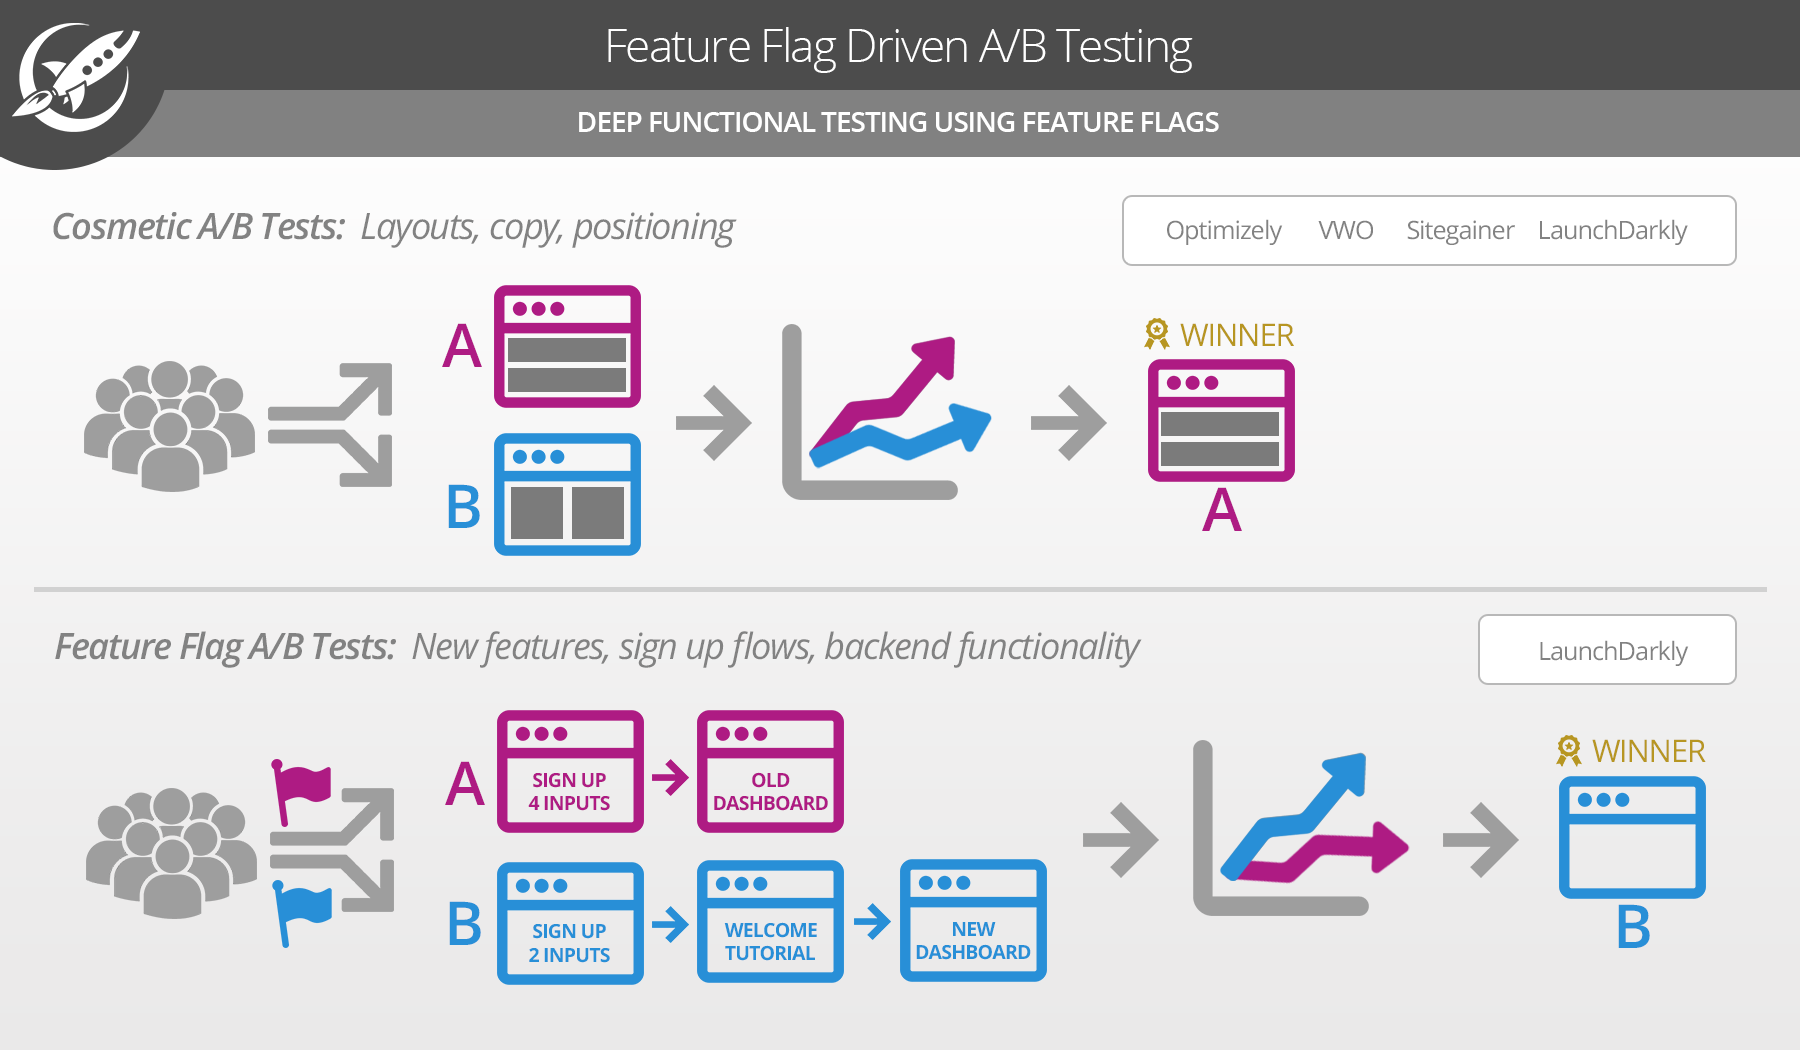 Feature Flag Driven A/B Testing
DEEP FUNCTIONAL TESTING USING FEATURE FLAGS
Cosmetic A/B Tests: Layouts, copy, positioning
Optimizely VWO Sitegainer LaunchDarkly
A
B
WINNER
A
Feature Flag A/B Tests: New features, sign up flows, backend functionality
LaunchDarkly
A
SIGN UP
4 INPUTS
OLD
DASHBOARD
B
SIGN UP
2 INPUTS
WELCOME
TUTORIAL
NEW
DASHBOARD
WINNER
B